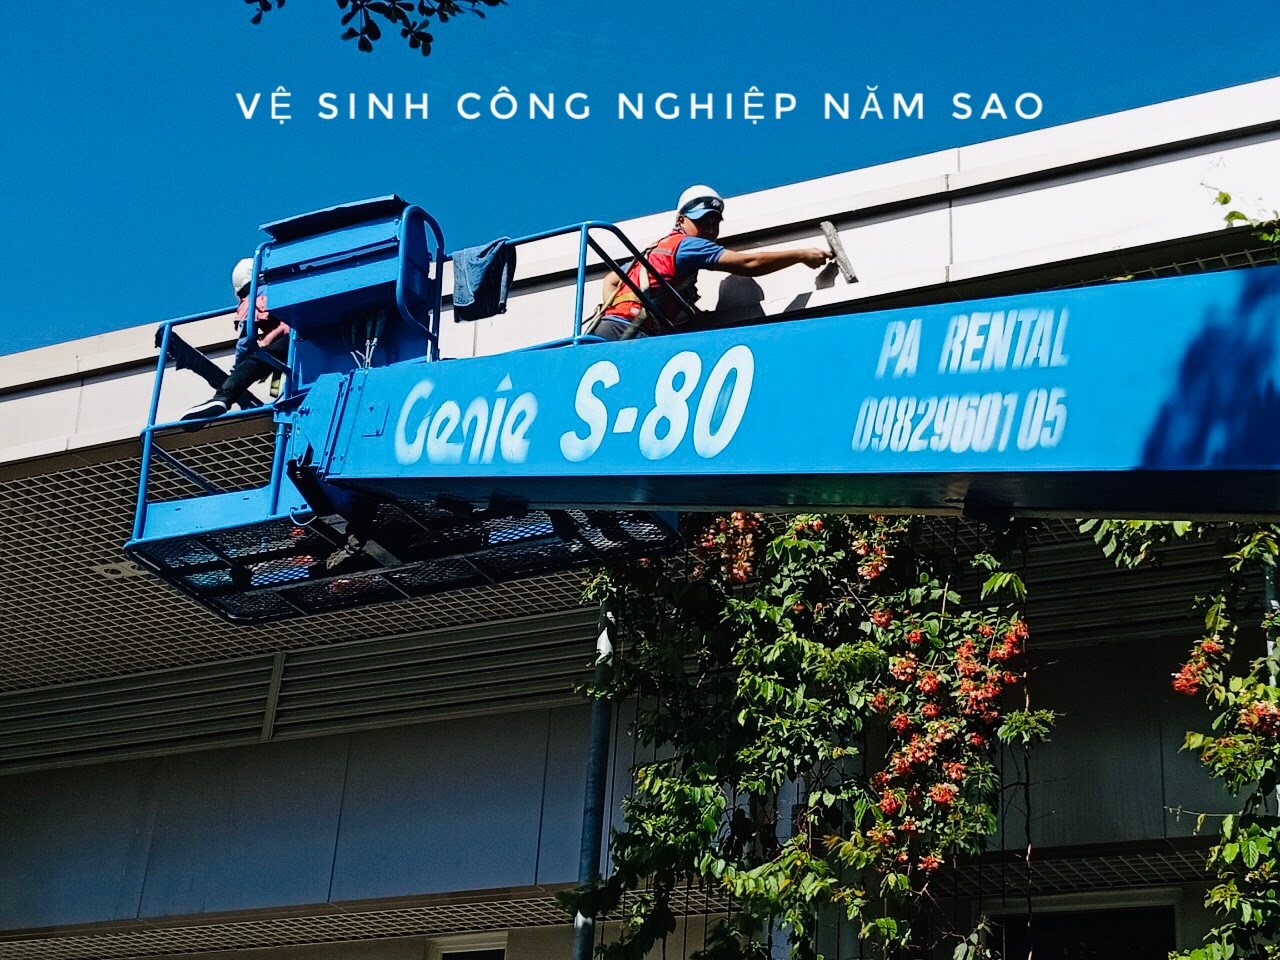 VỆ SINH CÔNG NGHIỆP NĂM SAO
PA RENTAL
Genie S-80
0982960105